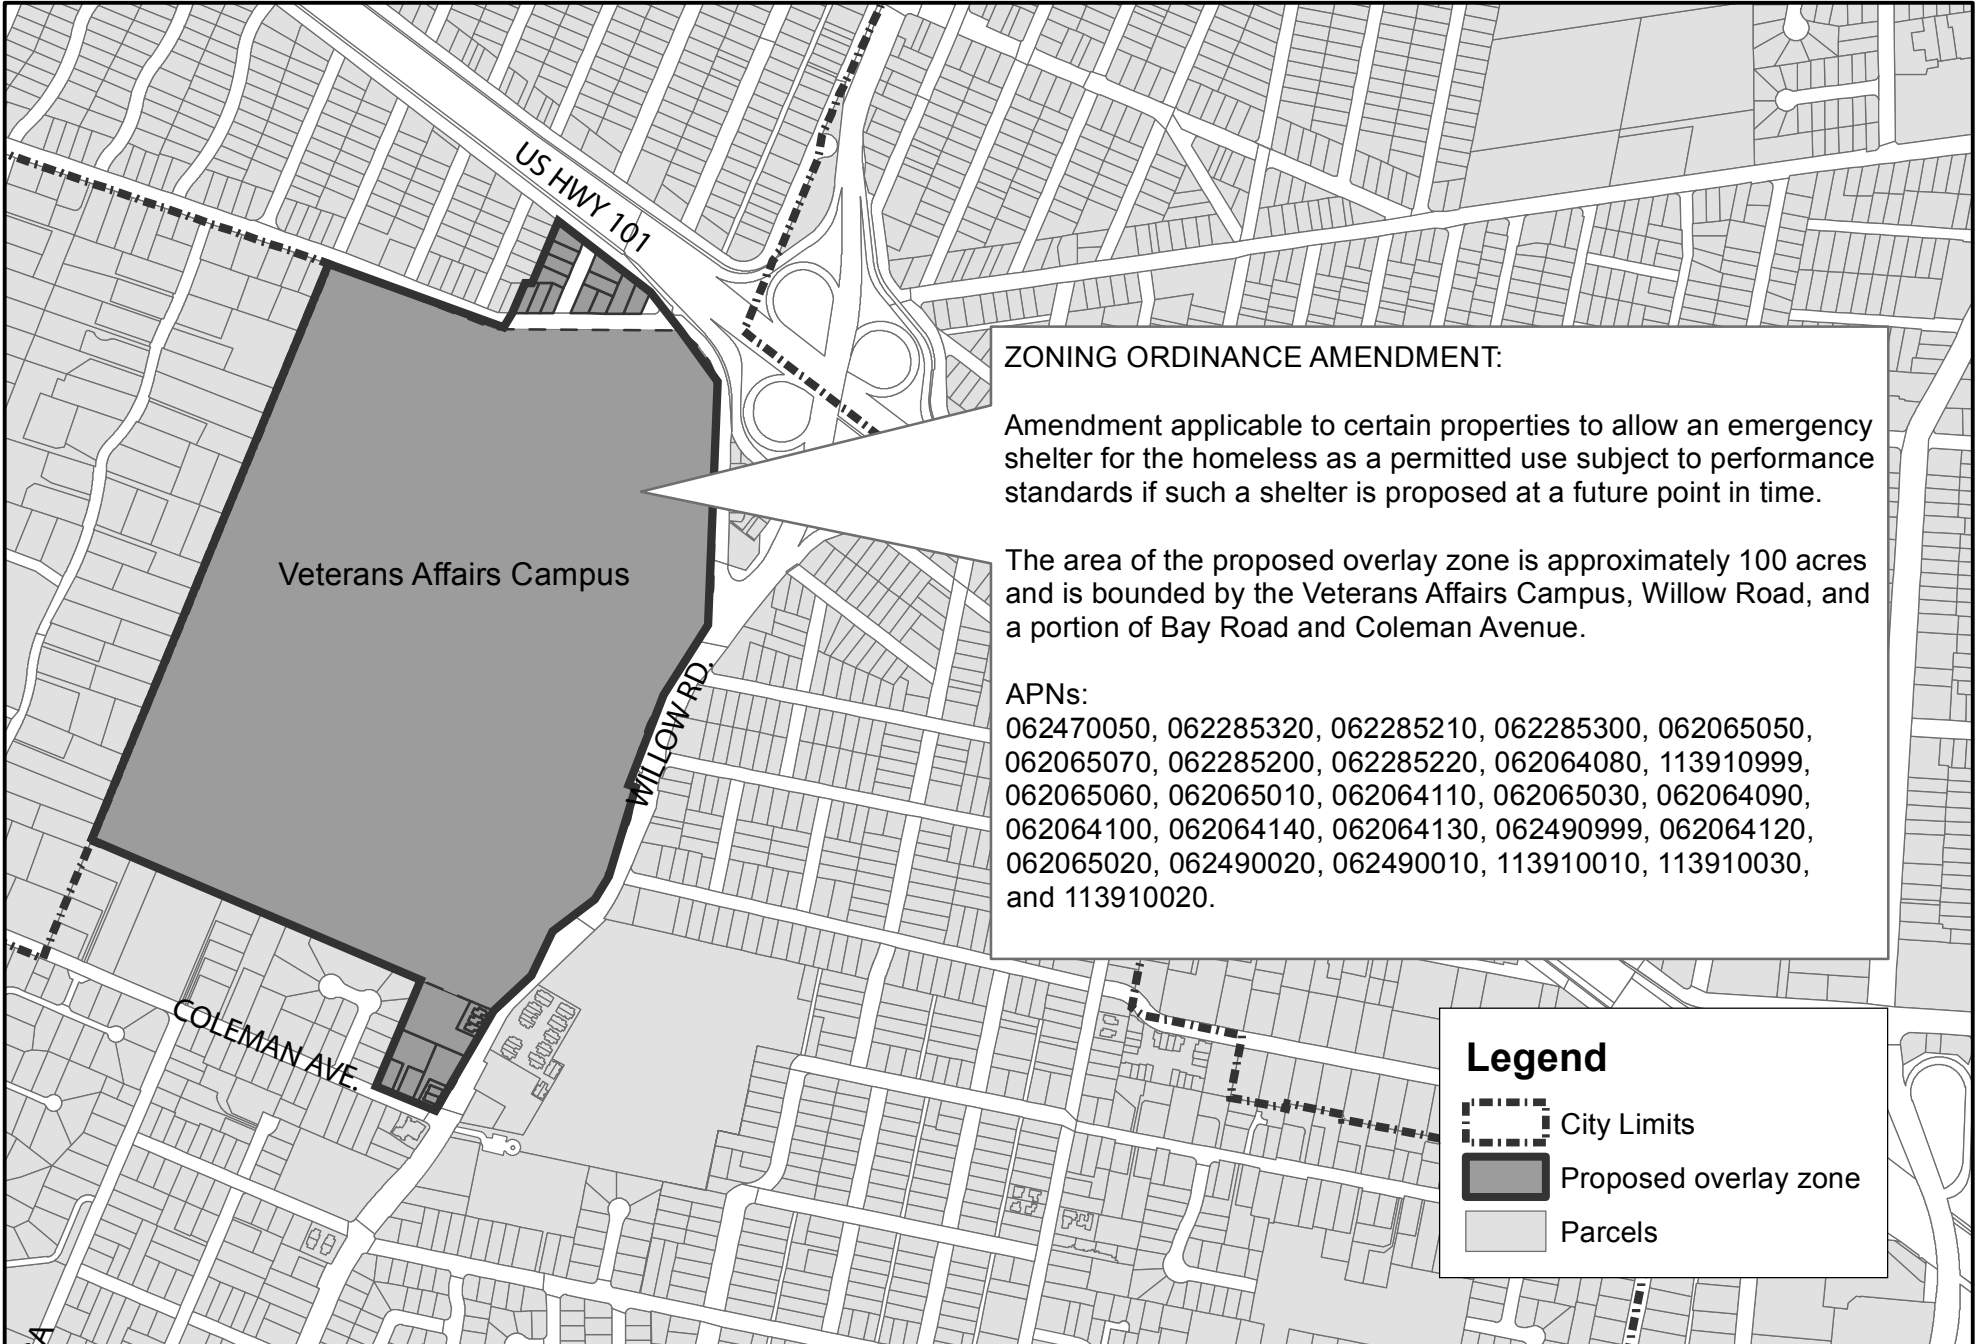 US HWY 101
ZONING ORDINANCE AMENDMENT:
Amendment applicable to certain properties to allow an emergency
shelter for the homeless as a permitted use subject to performance
standards if such a shelter is proposed at a future point in time.
The area of the proposed overlay zone is approximately 100 acres
and is bounded by the Veterans Affairs Campus, Willow Road, and
a portion of Bay Road and Coleman Avenue.
APNs:
062470050, 062285320, 062285210, 062285300, 062065050,
062065070, 062285200, 062285220, 062064080, 113910999,
062065060, 062065010, 062064110, 062065030, 062064090,
062064100, 062064140, 062064130, 062490999, 062064120,
062065020, 062490020, 062490010, 113910010, 113910030,
and 113910020.
Veterans Affairs Campus
WILLOW RD.
COLEMAN AVE.
Legend
City Limits
Proposed overlay zone
Parcels
A